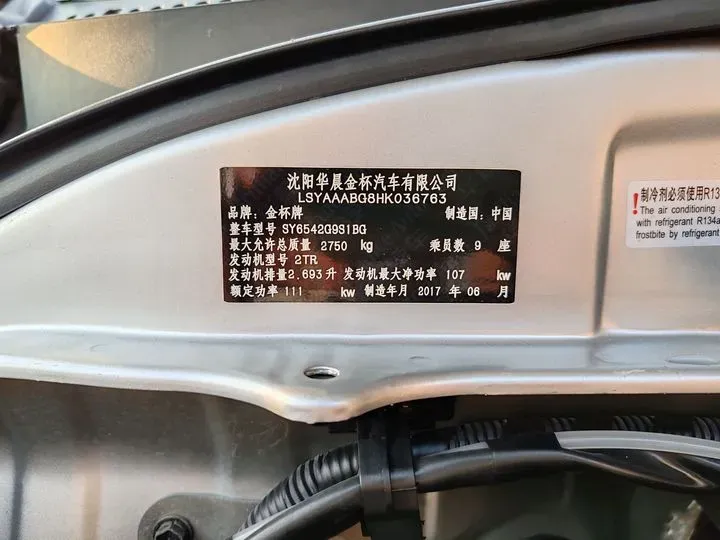 沈阳华晨金杯汽车有限公司
LSYAAABG8HK036763
品牌：金杯牌 制造国：中国
整车型号 SY6542G9S1BG
最大允许总质量 2750 kg 乘员数 9 座
发动机型号 2TR
发动机排量2.693升 发动机最大净功率 107 kw
额定功率 111 kw 制造年月 2017 年 06 月
制冷剂必须使用R13
The air conditioning
with refrigerant R134a
frostbite by refrigerant